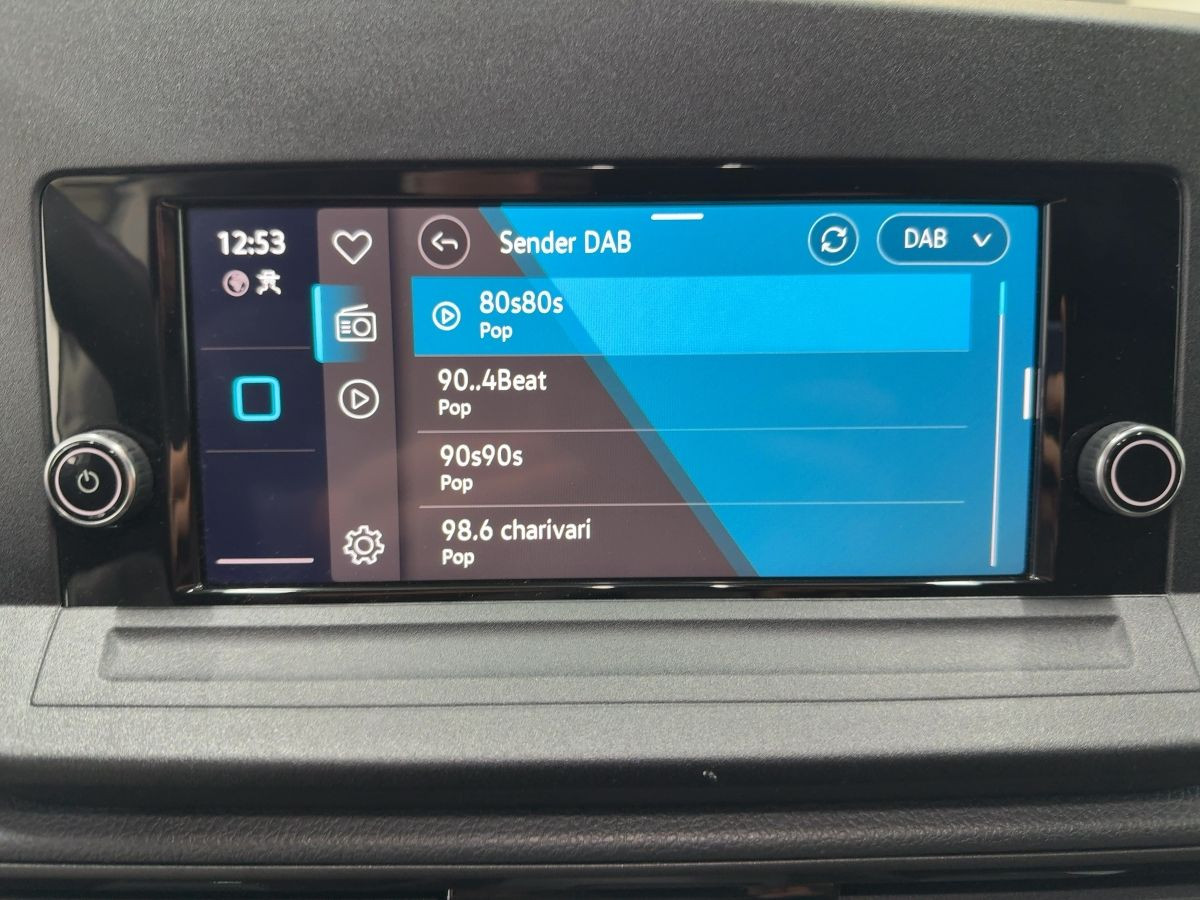 12:53
Sender DAB
DAB
80s80s
Pop
90..4Beat
Pop
90s90s
Pop
98.6 charivari
Pop